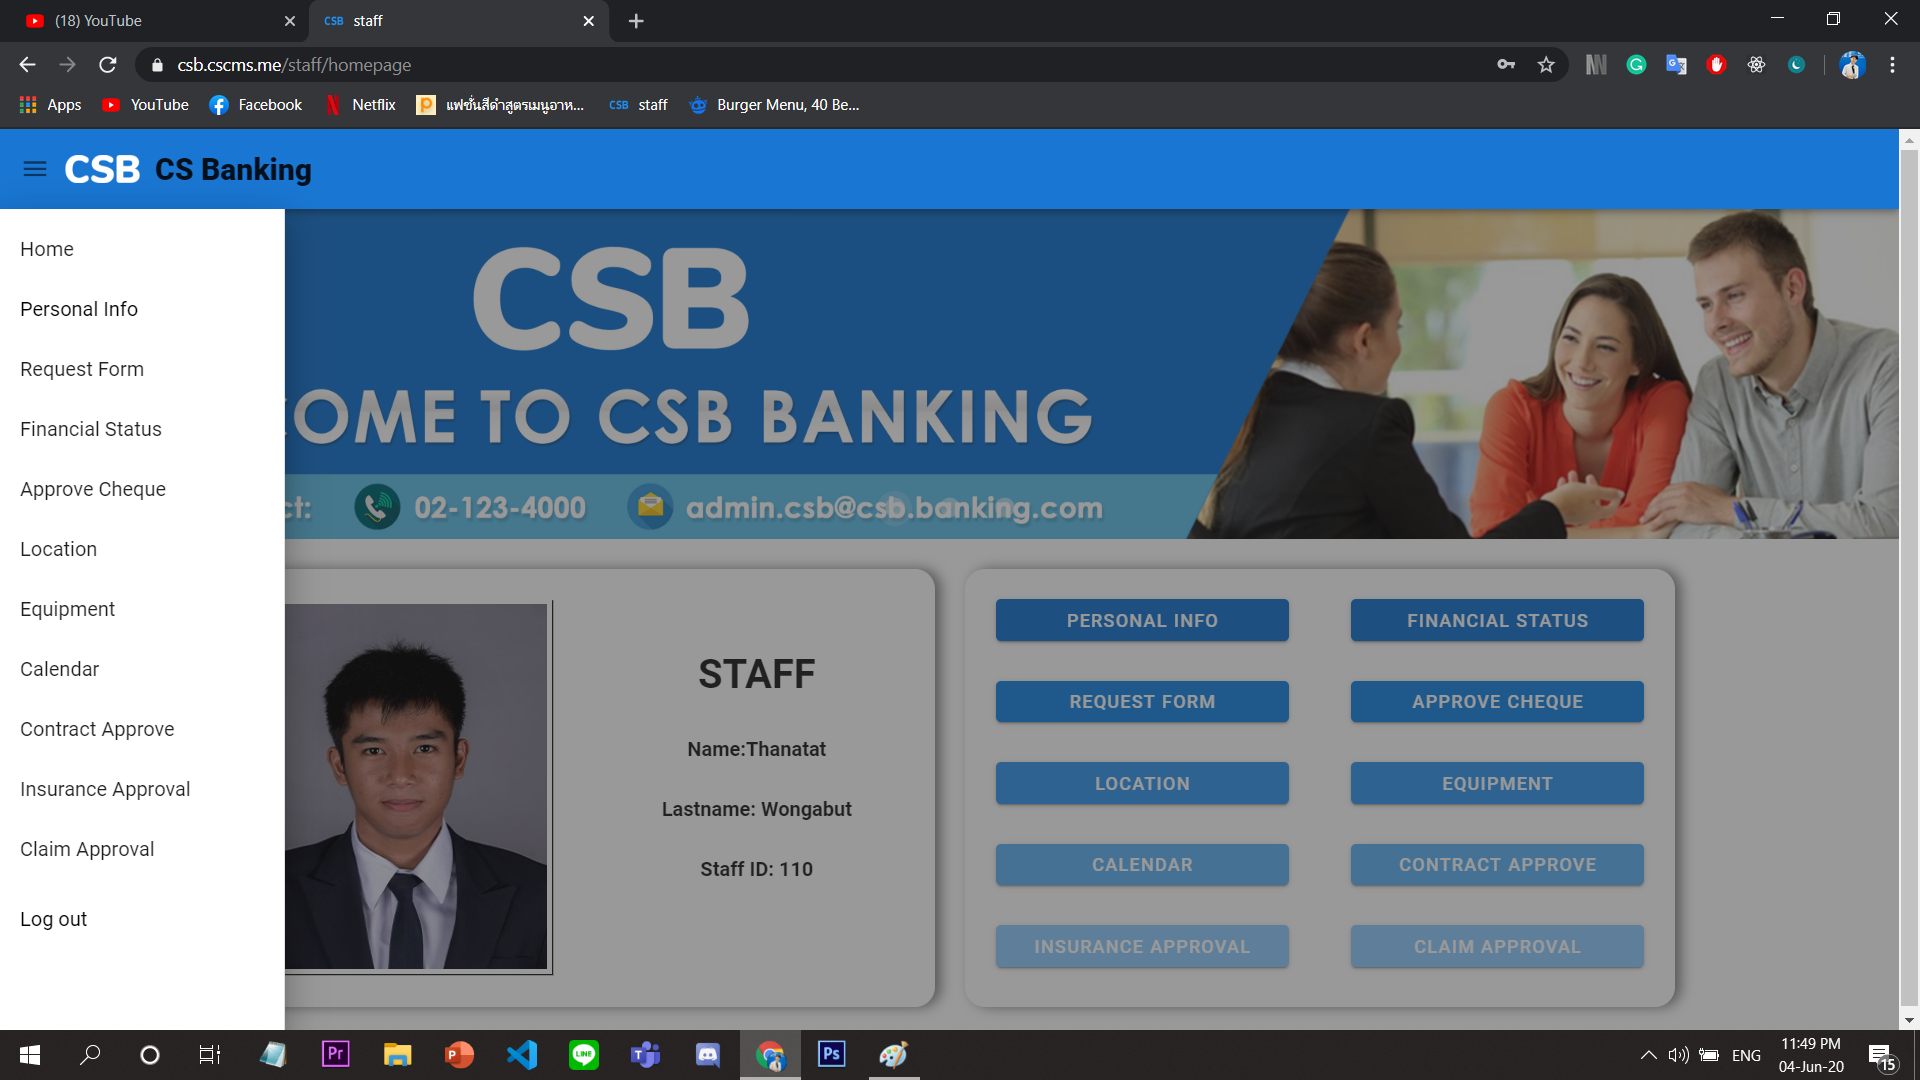 (18) YouTube
CSB staff
csb.cscms.me/staff/homepage
Apps YouTube Facebook Netflix แฟชั่นสีดำสูตรเมนูอาห... CSB staff Burger Menu, 40 Be...
CSB CS Banking
Home
Personal Info
Request Form
Financial Status
Approve Cheque
Location
Equipment
Calendar
Contract Approve
Insurance Approval
Claim Approval
Log out
CSB
OME TO CSB BANKING
ct: 02-123-4000 admin.csb@csb.banking.com
STAFF
Name:Thanatat
Lastname: Wongabut
Staff ID: 110
PERSONAL INFO FINANCIAL STATUS
REQUEST FORM APPROVE CHEQUE
LOCATION EQUIPMENT
CALENDAR CONTRACT APPROVE
INSURANCE APPROVAL CLAIM APPROVAL
Pr P LINE T Ps
ENG
11:49 PM
04-Jun-20
15